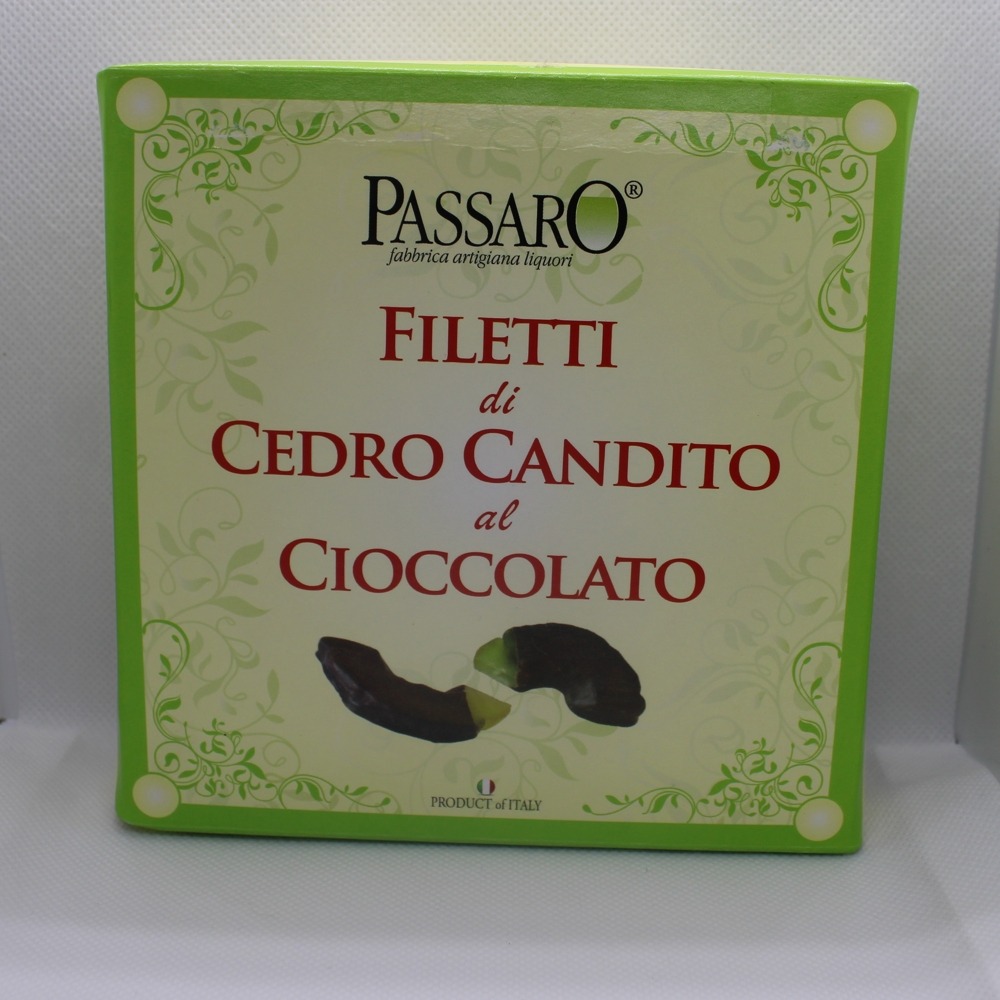 PASSARO®
fabbrica artigiana liquori
FILETTI
di
CEDRO CANDITO
al
CIOCCOLATO
PRODUCT of ITALY